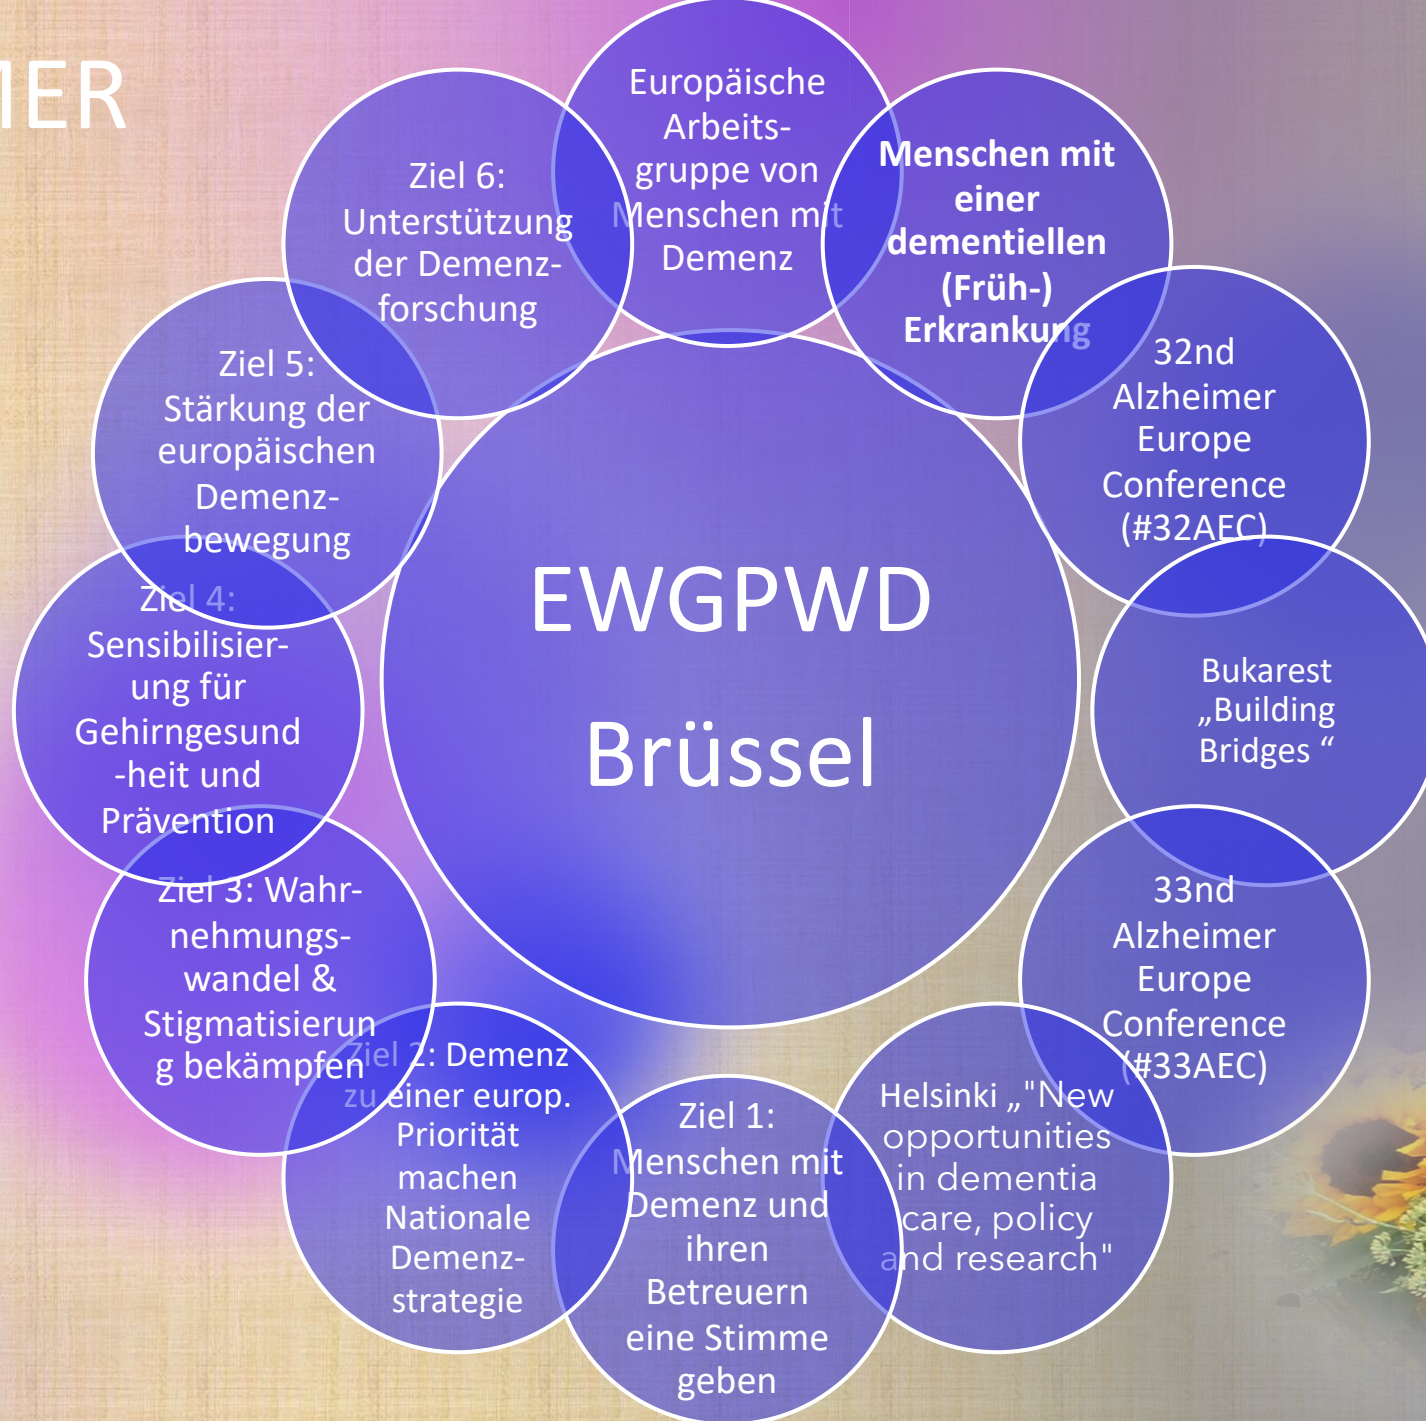 MER
Europäische
Arbeits-
gruppe von
Menschen mit
Demenz
Menschen mit
einer
dementiellen
(Früh-)
Erkrankung
32nd
Alzheimer
Europe
Conference
(#32AEC)
Bukarest
„Building
Bridges “
33nd
Alzheimer
Europe
Conference
(#33AEC)
Helsinki „"New
opportunities
in dementia
care, policy
and research"
Ziel 1:
Menschen mit
Demenz und
ihren
Betreuern
eine Stimme
geben
Ziel 2: Demenz
zu einer europ.
Priorität
machen
Nationale
Demenz-
strategie
Ziel 3: Wahr-
nehmungs-
wandel &
Stigmatisierun
g bekämpfen
Ziel 4:
Sensibilisier-
ung für
Gehirngesund
-heit und
Prävention
Ziel 5:
Stärkung der
europäischen
Demenz-
bewegung
Ziel 6:
Unterstützung
der Demenz-
forschung
EWGPWD
Brüssel